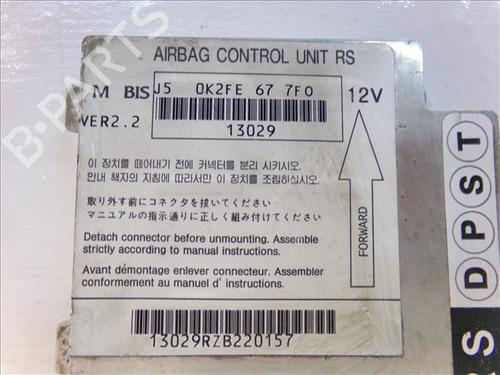 AIRBAG CONTROL UNIT RS
M BIS J5 0K2FE 67 7F0 12V
VER2.2 13029
이 장치를 떼어내기 전에 커넥터를 분리 시키시오.
안내 책자의 지침에 따라서만 이 장치를 조립하십시오.
取り外す前にコネクタを抜いてください
マニュアルの指示通りに正しく組み付けてください
Detach connector before unmounting. Assemble
strictly according to manual instructions.
Avant démontage enlever connecteur. Assembler
conformement au manuel d' instructions.
FORWARD
13029RZB220157
D P S T
S
B-PARTS